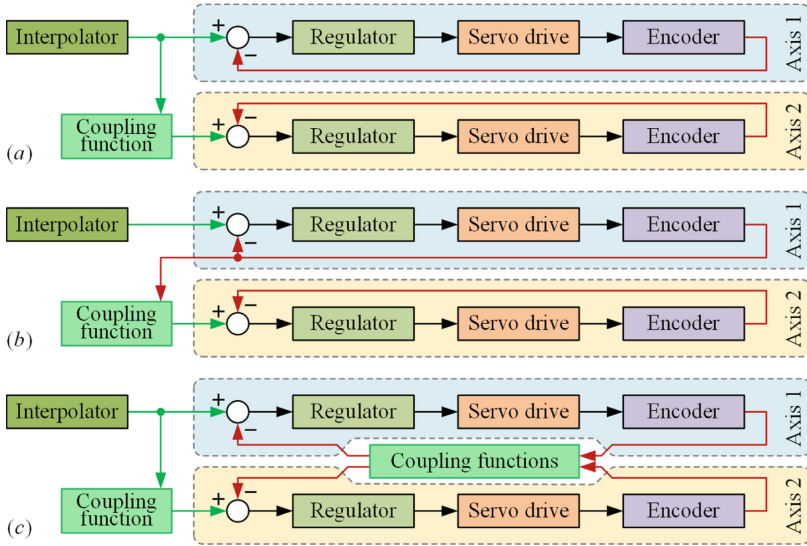 Interpolator
+
−
Regulator
Servo drive
Encoder
Axis 1
Coupling
function
+
−
Regulator
Servo drive
Encoder
Axis 2
(a)
Interpolator
+
−
Regulator
Servo drive
Encoder
Axis 1
Coupling
function
+
−
Regulator
Servo drive
Encoder
Axis 2
(b)
Interpolator
+
−
Regulator
Servo drive
Encoder
Axis 1
Coupling functions
Coupling
function
+
−
Regulator
Servo drive
Encoder
Axis 2
(c)